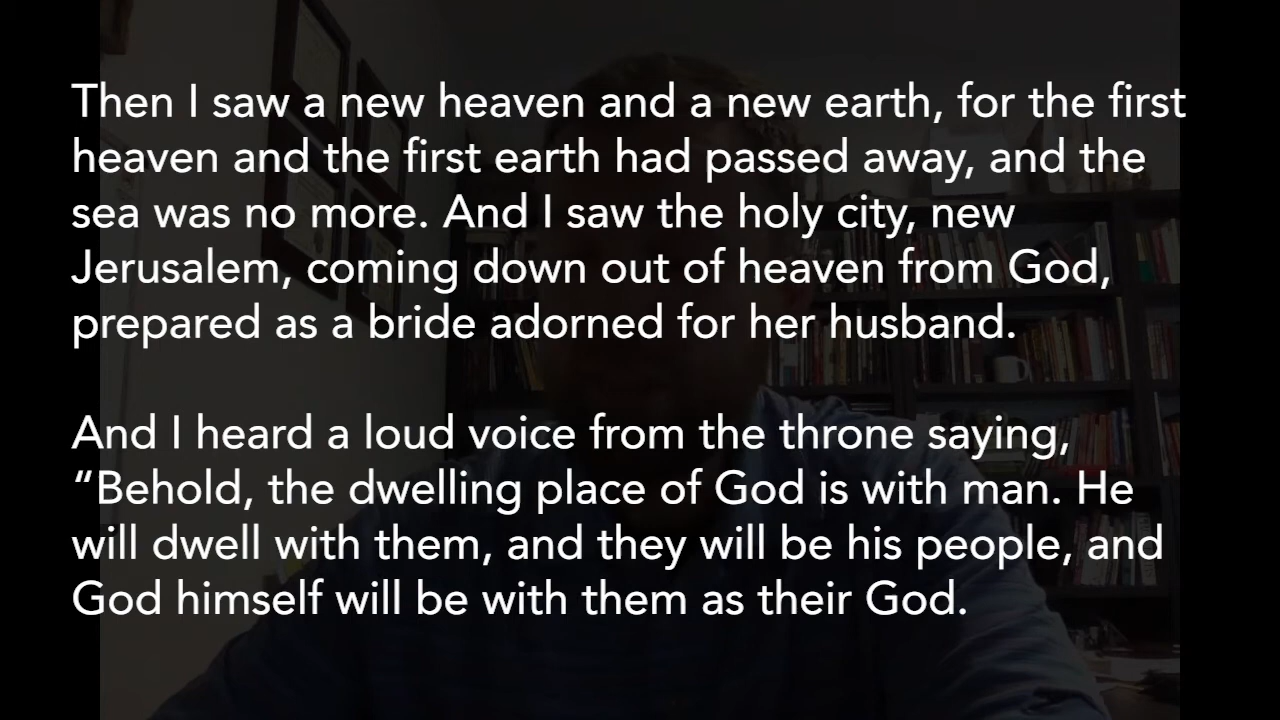 Then I saw a new heaven and a new earth, for the first
heaven and the first earth had passed away, and the
sea was no more. And I saw the holy city, new
Jerusalem, coming down out of heaven from God,
prepared as a bride adorned for her husband.
And I heard a loud voice from the throne saying,
“Behold, the dwelling place of God is with man. He
will dwell with them, and they will be his people, and
God himself will be with them as their God.